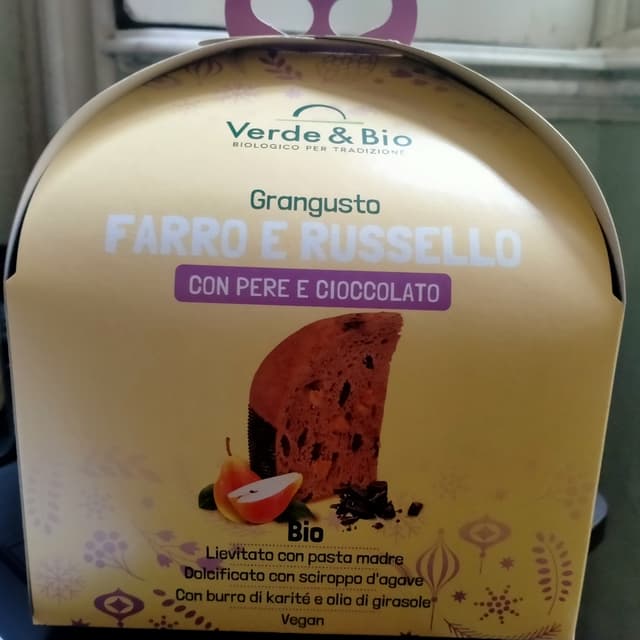 Verde & Bio
BIOLOGICO PER TRADIZIONE
Grangusto
FARRO E RUSSELLO
CON PERE E CIOCCOLATO
Bio
Lievitato con pasta madre
Dolcificato con sciroppo d'agave
Con burro di karité e olio di girasole
Vegan